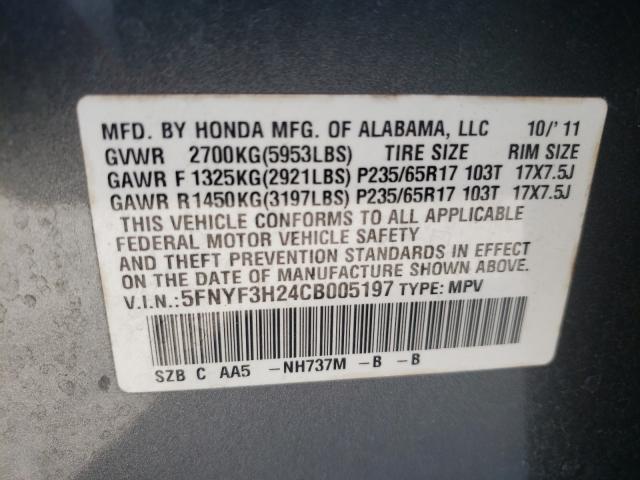 MFD. BY HONDA MFG. OF ALABAMA, LLC 10/'11
GVWR 2700KG(5953LBS) TIRE SIZE RIM SIZE
GAWR F 1325KG(2921LBS) P235/65R17 103T 17X7.5J
GAWR R1450KG(3197LBS) P235/65R17 103T 17X7.5J
THIS VEHICLE CONFORMS TO ALL APPLICABLE
FEDERAL MOTOR VEHICLE SAFETY
AND THEFT PREVENTION STANDARDS IN EFFECT
ON THE DATE OF MANUFACTURE SHOWN ABOVE.
V.I.N.:5FNYF3H24CB005197 TYPE: MPV
SZB C AA5 -NH737M -B -B